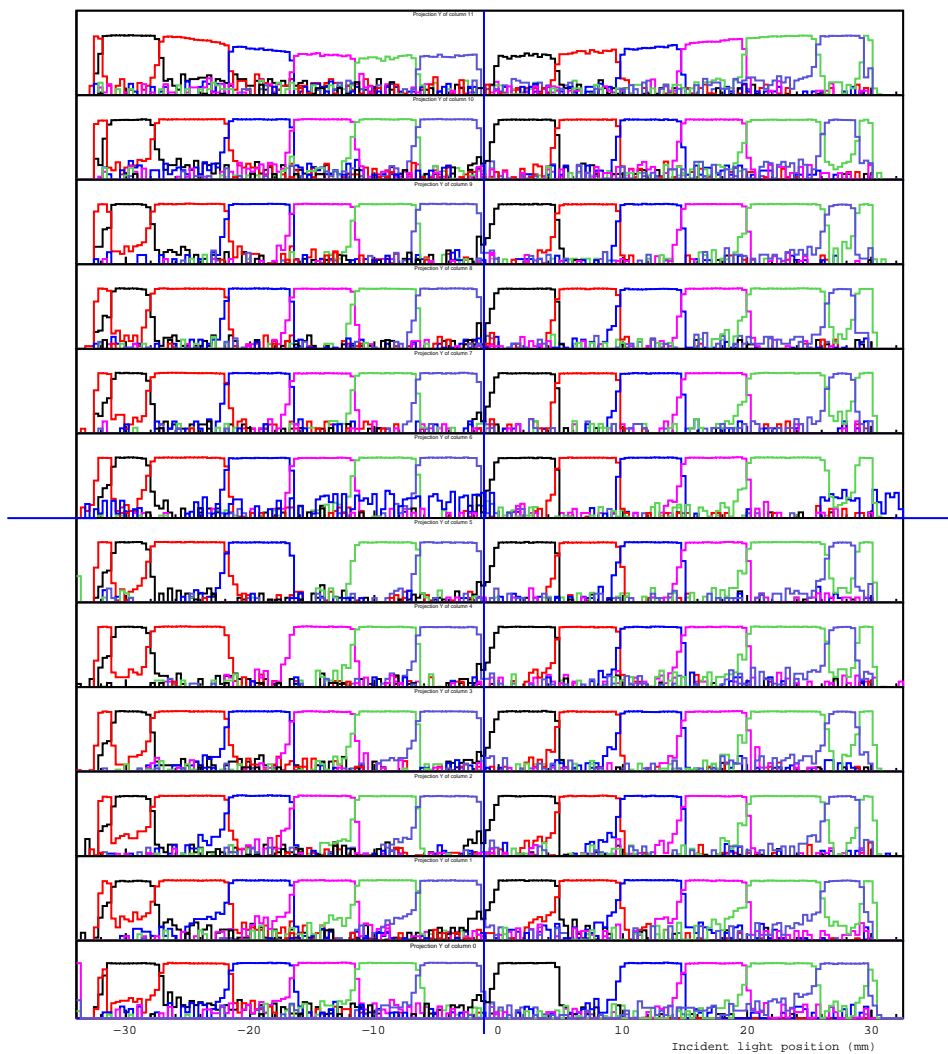 Projection Y of column 11
Projection Y of column 10
Projection Y of column 9
Projection Y of column 8
Projection Y of column 7
Projection Y of column 6
Projection Y of column 5
Projection Y of column 4
Projection Y of column 3
Projection Y of column 2
Projection Y of column 1
Projection Y of column 0
−30 −20 −10 0 10 20 30
Incident light position (mm)